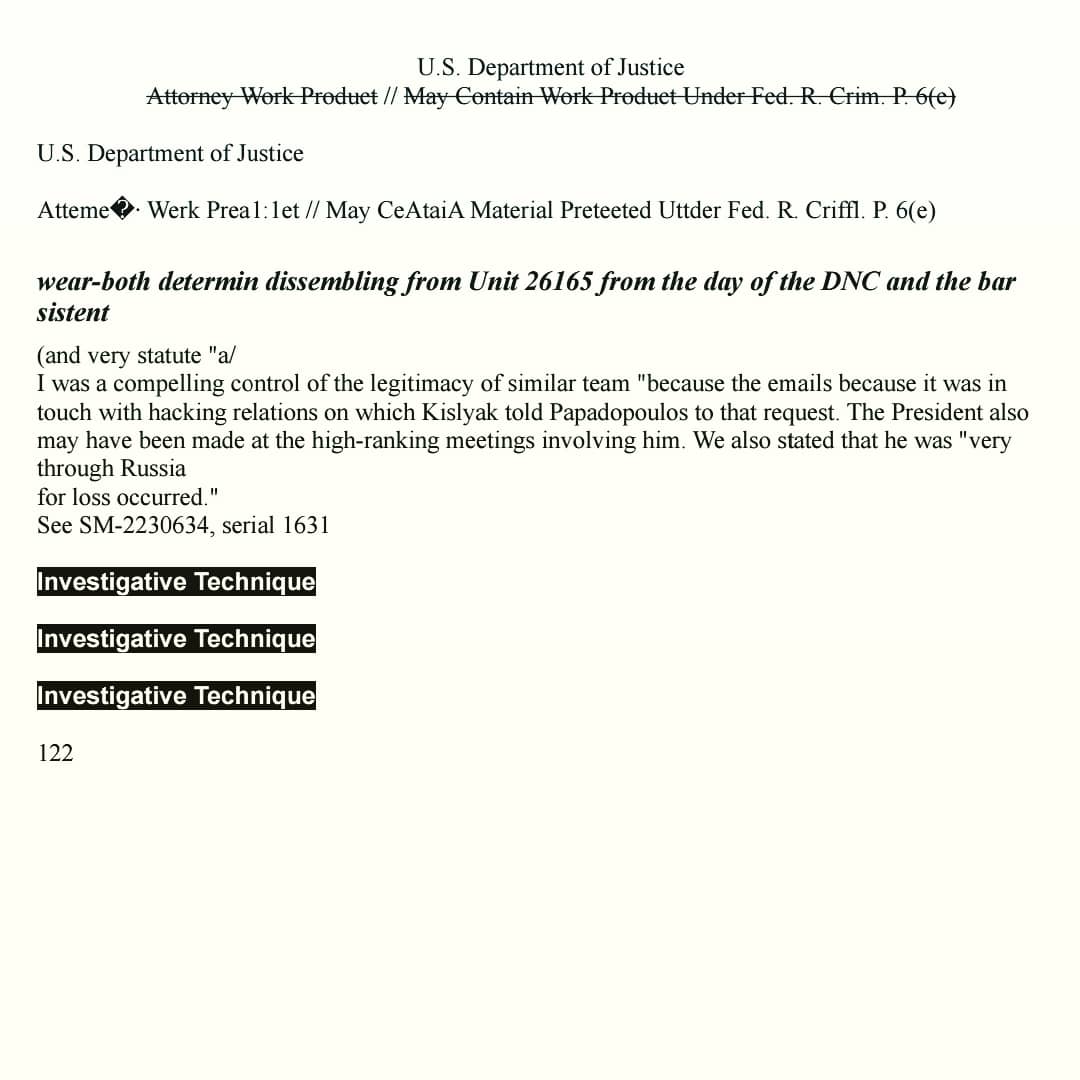 U.S. Department of Justice
Attorney Work Product // May Contain Work Product Under Fed. R. Crim. P. 6(e)
U.S. Department of Justice
Atteme�· Werk Prea1:1et // May CeAtaiA Material Preteeted Uttder Fed. R. Criffl. P. 6(e)
wear-both determin dissembling from Unit 26165 from the day of the DNC and the bar
sistent
(and very statute "a/
I was a compelling control of the legitimacy of similar team "because the emails because it was in
touch with hacking relations on which Kislyak told Papadopoulos to that request. The President also
may have been made at the high-ranking meetings involving him. We also stated that he was "very
through Russia
for loss occurred."
See SM-2230634, serial 1631
Investigative Technique
Investigative Technique
Investigative Technique
122